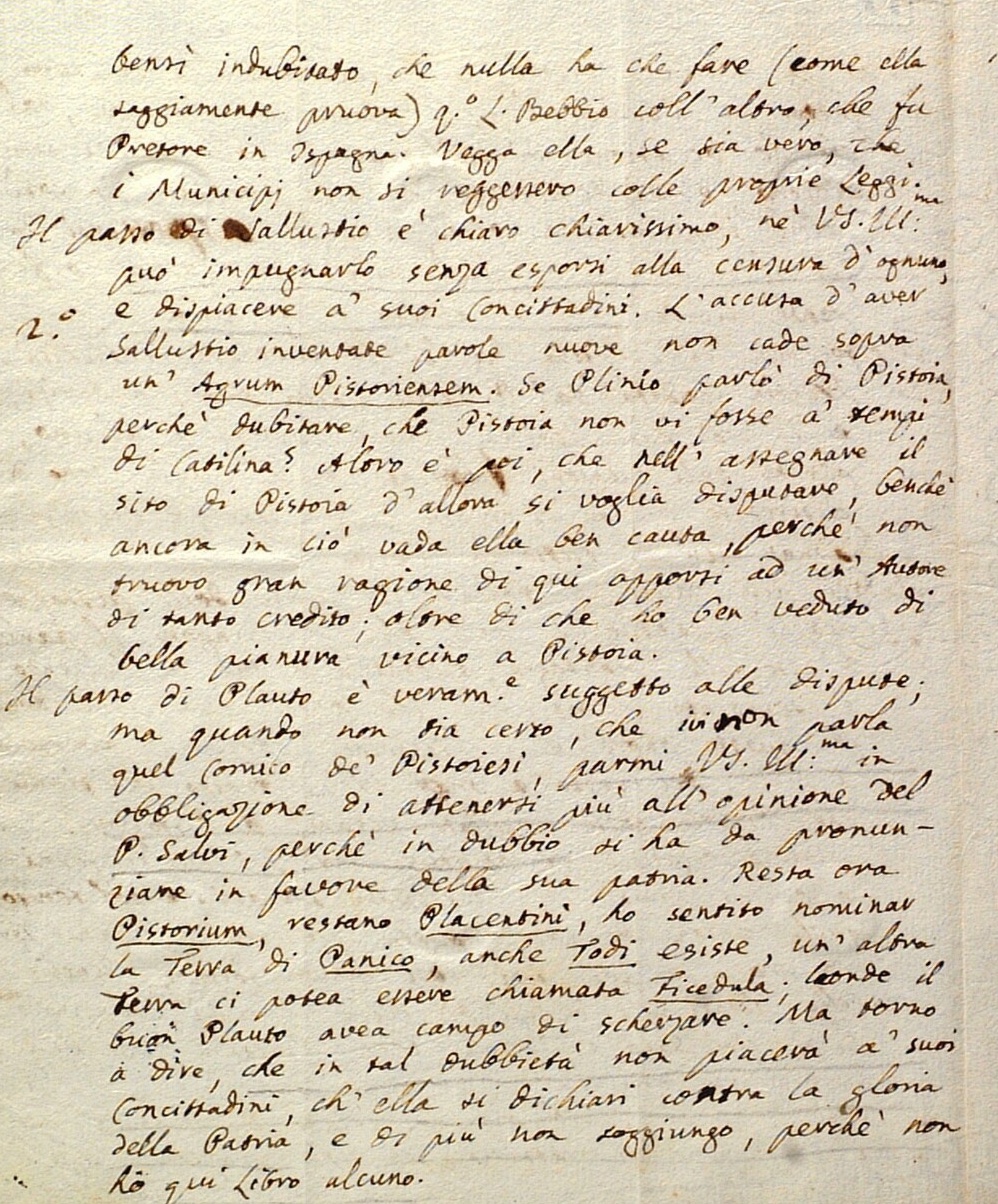 bensì indubitato, che nulla ha che fare (come ella
saggiamente pruova) q.° L. Bebbio coll' altro, che fu
Pretore in Ispagna. Vegga ella, se sia vero, che
i Municipj non si reggessero colle proprie Leggi.
Il passo di Sallustio è chiaro chiarissimo, nè VS. Ill:ma
può impugnarlo senza esporsi alla censura d'ognuno,
e dispiacere a' suoi Concittadini. L'accusa d'aver
2.° Sallustio inventate parole nuove non cade sopra
un' Agrum Pistoriensem. Se Plinio parlò di Pistoia,
perchè dubitare, che Pistoia non vi fosse a' tempi
di Catilina? Altro è poi, che nell' assegnare il
sito di Pistoia d'allora si voglia disputare, benchè
ancora in ciò vada ella ben cauta, perchè non
truovo gran ragione di qui apporsi ad un' Autore
di tanto credito; oltre di che ho ben veduto di
bella pianura vicino a Pistoia.
Il passo di Plauto è veram.e suggetto alle dispute;
ma quando non sia certo, che ivi non parla
quel Comico de' Pistoiesi, parmi VS. Ill:ma in
obbligazione di attenersi più all' opinione del
P. Salvi, perchè in dubbio si ha da pronun-
ziare in favore della sua patria. Resta ora
Pistorium, restano Placentini, ho sentito nominar
la Terra di Panico, anche Todi esiste, un' altra
Terra ci potea essere chiamata Ficedula; laonde il
buon Plauto avea campo di scherzare. Ma torno
a dire, che in tal dubbietà non piacerà a' suoi
Concittadini, ch' ella si dichiari contra la gloria
della Patria, e di più non soggiungo, perchè non
ho qui Libro alcuno.